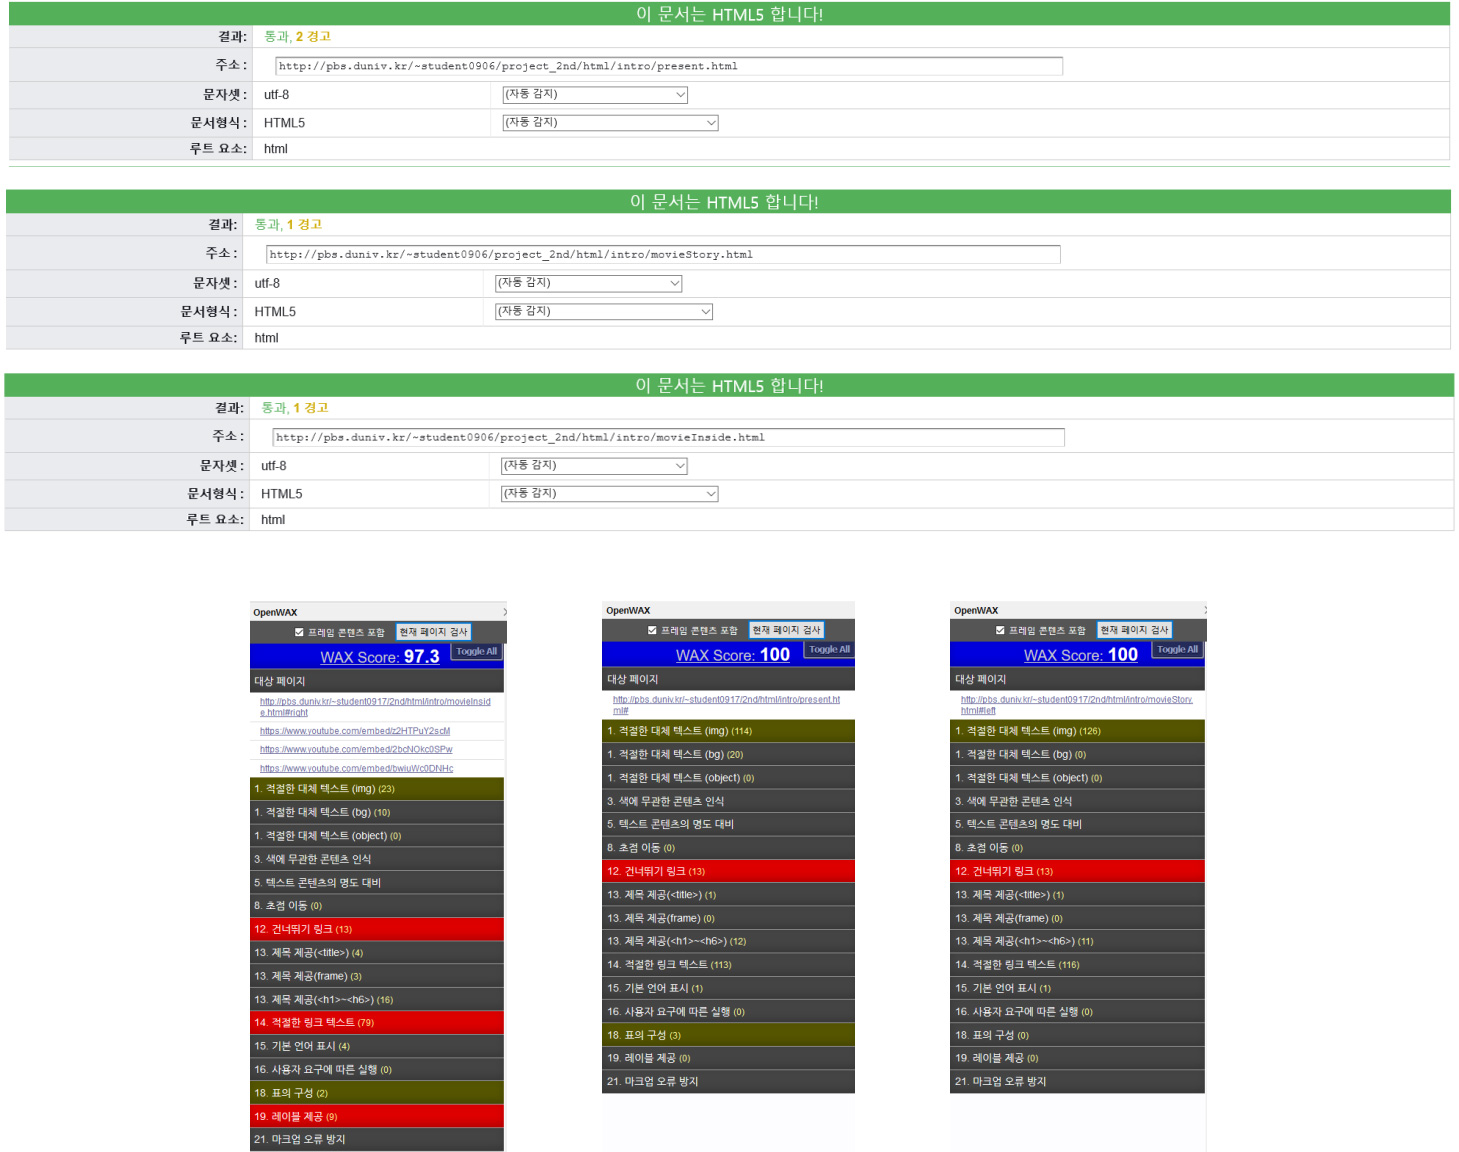 이 문서는 HTML5 합니다!
결과: 통과, 2 경고
주소 : http://pbs.duniv.kr/~student0906/project_2nd/html/intro/present.html
문자셋 : utf-8 (자동 감지)
문서형식 : HTML5 (자동 감지)
루트 요소: html
이 문서는 HTML5 합니다!
결과: 통과, 1 경고
주소 : http://pbs.duniv.kr/~student0906/project_2nd/html/intro/movieStory.html
문자셋 : utf-8 (자동 감지)
문서형식 : HTML5 (자동 감지)
루트 요소: html
이 문서는 HTML5 합니다!
결과: 통과, 1 경고
주소 : http://pbs.duniv.kr/~student0906/project_2nd/html/intro/movieInside.html
문자셋 : utf-8 (자동 감지)
문서형식 : HTML5 (자동 감지)
루트 요소: html
OpenWAX
프레임 콘텐츠 포함 현재 페이지 검사
WAX Score: 97.3 Toggle All
대상 페이지
http://pbs.duniv.kr/~student0917/2nd/html/intro/movieInsid
e.html#right
https://www.youtube.com/embed/z2HTPuY2scM
https://www.youtube.com/embed/2bcNOkc0SPw
https://www.youtube.com/embed/bwiuWc0DNHc
1. 적절한 대체 텍스트 (img) (23)
1. 적절한 대체 텍스트 (bg) (10)
1. 적절한 대체 텍스트 (object) (0)
3. 색에 무관한 콘텐츠 인식
5. 텍스트 콘텐츠의 명도 대비
8. 초점 이동 (0)
12. 건너뛰기 링크 (13)
13. 제목 제공(<title>) (4)
13. 제목 제공(frame) (3)
13. 제목 제공(<h1>~<h6>) (16)
14. 적절한 링크 텍스트 (79)
15. 기본 언어 표시 (4)
16. 사용자 요구에 따른 실행 (0)
18. 표의 구성 (2)
19. 레이블 제공 (9)
21. 마크업 오류 방지
OpenWAX
프레임 콘텐츠 포함 현재 페이지 검사
WAX Score: 100 Toggle All
대상 페이지
http://pbs.duniv.kr/~student0917/2nd/html/intro/present.ht
ml#
1. 적절한 대체 텍스트 (img) (114)
1. 적절한 대체 텍스트 (bg) (20)
1. 적절한 대체 텍스트 (object) (0)
3. 색에 무관한 콘텐츠 인식
5. 텍스트 콘텐츠의 명도 대비
8. 초점 이동 (0)
12. 건너뛰기 링크 (13)
13. 제목 제공(<title>) (1)
13. 제목 제공(frame) (0)
13. 제목 제공(<h1>~<h6>) (12)
14. 적절한 링크 텍스트 (113)
15. 기본 언어 표시 (1)
16. 사용자 요구에 따른 실행 (0)
18. 표의 구성 (3)
19. 레이블 제공 (0)
21. 마크업 오류 방지
OpenWAX
프레임 콘텐츠 포함 현재 페이지 검사
WAX Score: 100 Toggle All
대상 페이지
http://pbs.duniv.kr/~student0917/2nd/html/intro/movieStory.
html#left
1. 적절한 대체 텍스트 (img) (126)
1. 적절한 대체 텍스트 (bg) (0)
1. 적절한 대체 텍스트 (object) (0)
3. 색에 무관한 콘텐츠 인식
5. 텍스트 콘텐츠의 명도 대비
8. 초점 이동 (0)
12. 건너뛰기 링크 (13)
13. 제목 제공(<title>) (1)
13. 제목 제공(frame) (0)
13. 제목 제공(<h1>~<h6>) (11)
14. 적절한 링크 텍스트 (116)
15. 기본 언어 표시 (1)
16. 사용자 요구에 따른 실행 (0)
18. 표의 구성 (0)
19. 레이블 제공 (0)
21. 마크업 오류 방지